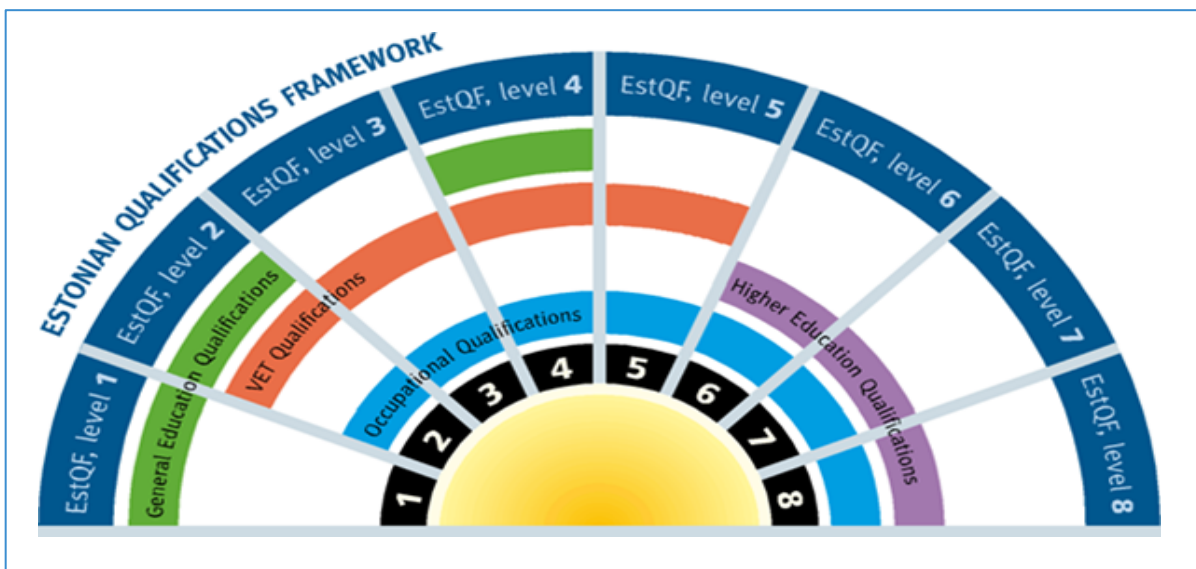 ESTONIAN QUALIFICATIONS FRAMEWORK
EstQF, level 1
EstQF, level 2
EstQF, level 3
EstQF, level 4
EstQF, level 5
EstQF, level 6
EstQF, level 7
EstQF, level 8
General Education Qualifications
VET Qualifications
Occupational Qualifications
Higher Education Qualifications
1
2
3
4
5
6
7
8